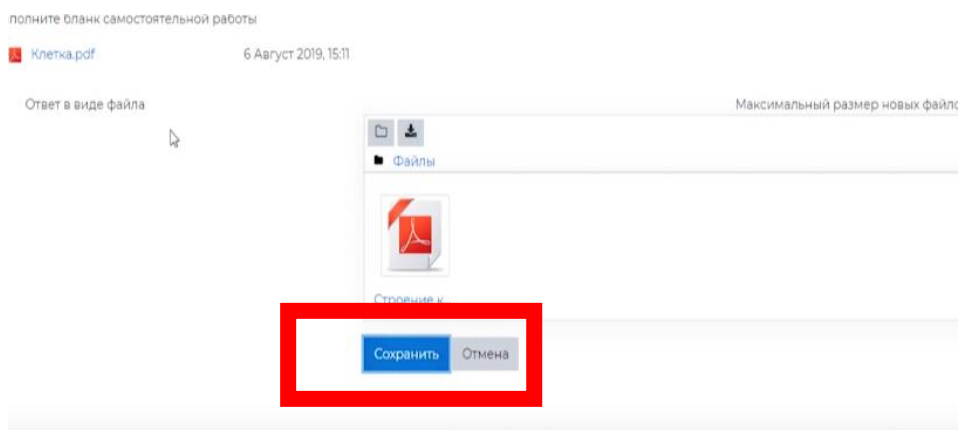 полните бланк самостоятельной работы
Клетка.pdf 6 Август 2019, 15:11
Ответ в виде файла Максимальный размер новых файло
Файлы
Строение к...
Сохранить Отмена